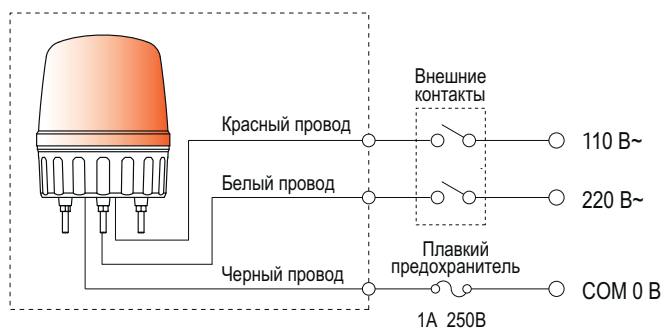 Внешние
контакты
Красный провод
110 В~
Белый провод
220 В~
Плавкий
предохранитель
Черный провод
COM 0 В
1А 250В